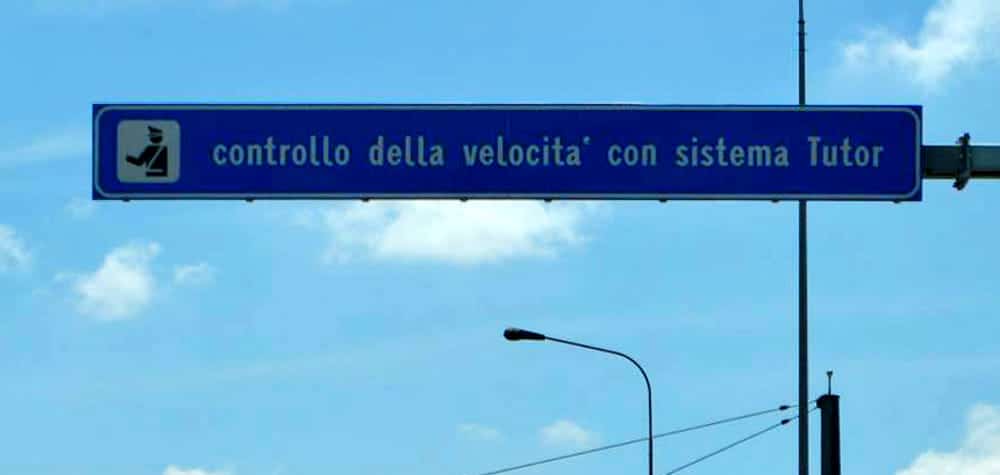 controllo della velocita' con sistema Tutor